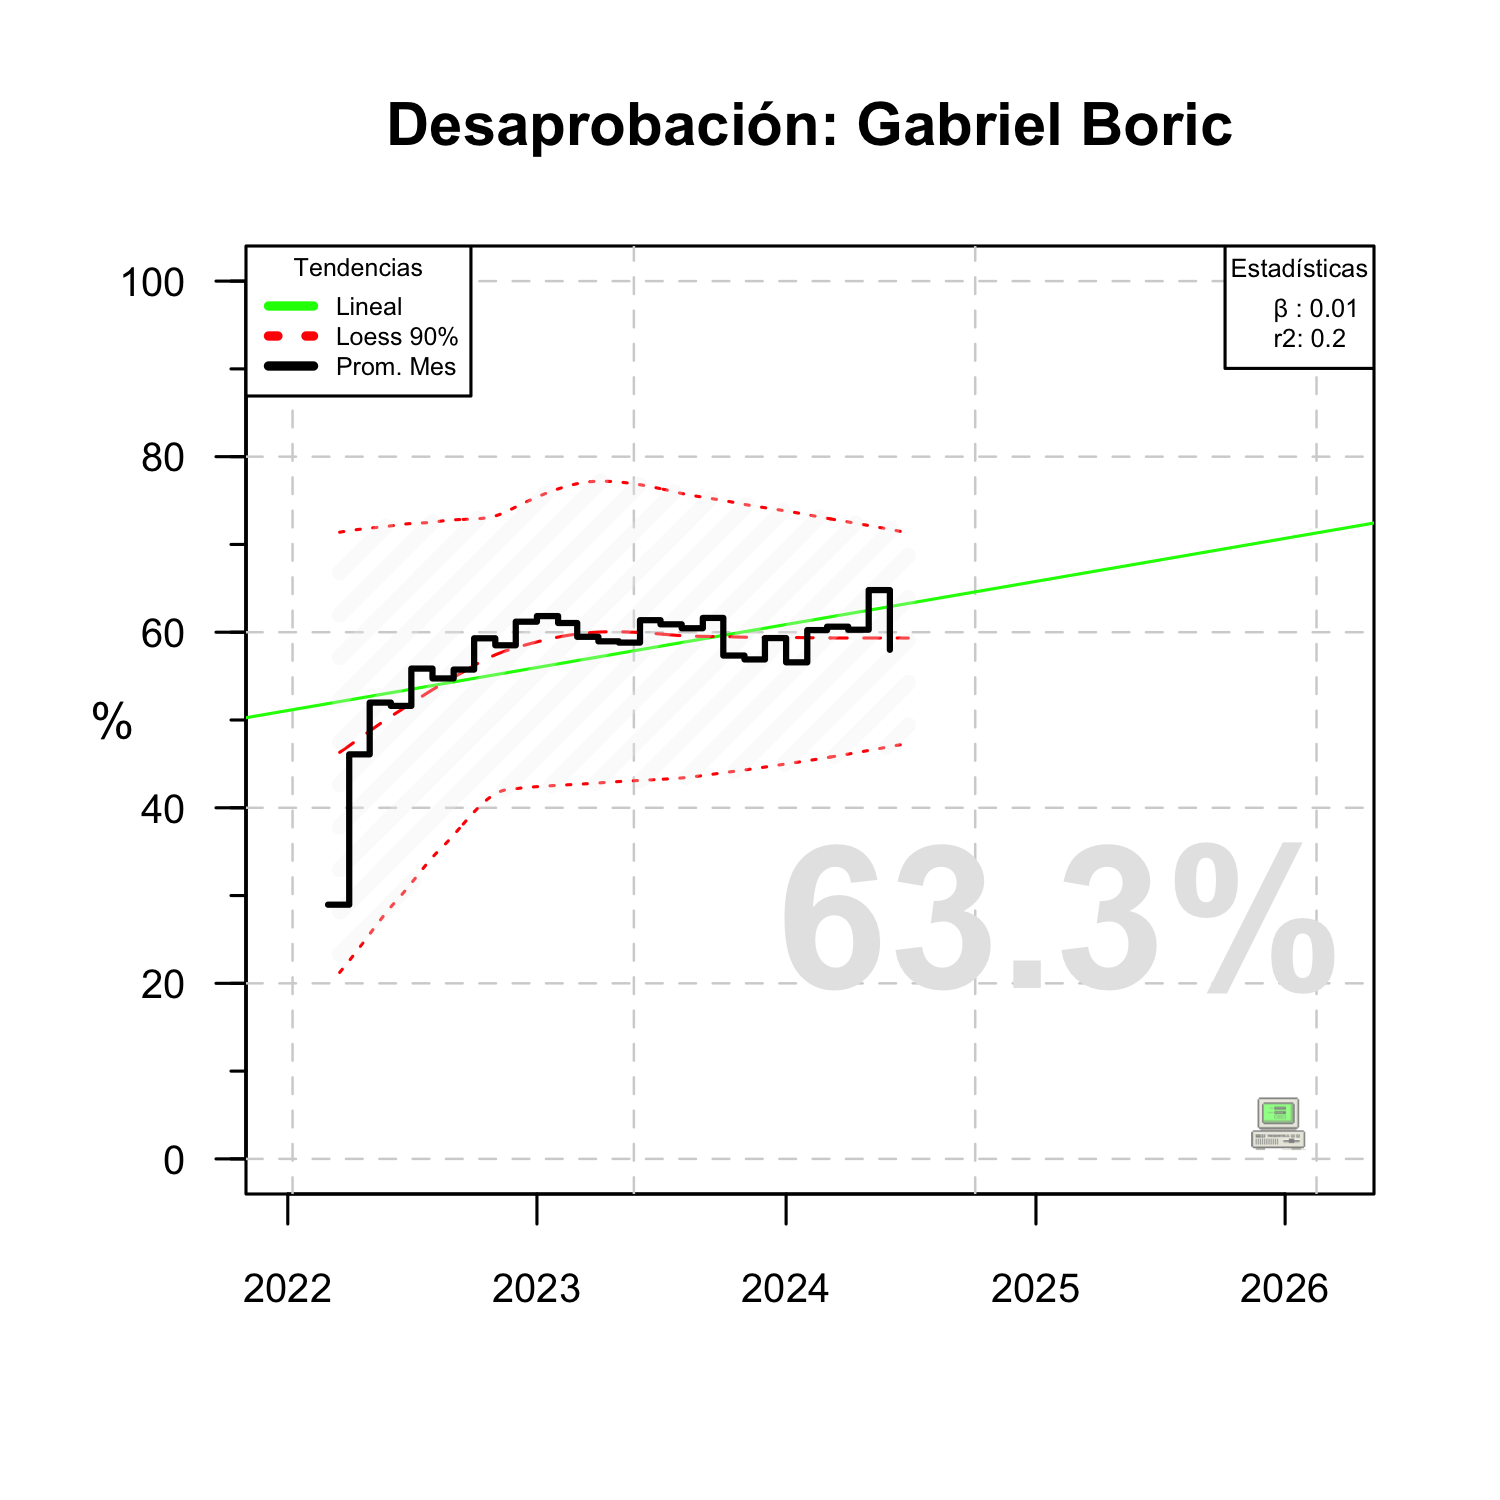 Desaprobación: Gabriel Boric
Tendencias
Lineal
Loess 90%
Prom. Mes
Estadísticas
β : 0.01
r2: 0.2
100
80
60
40
20
0
%
63.3%
2022 2023 2024 2025 2026